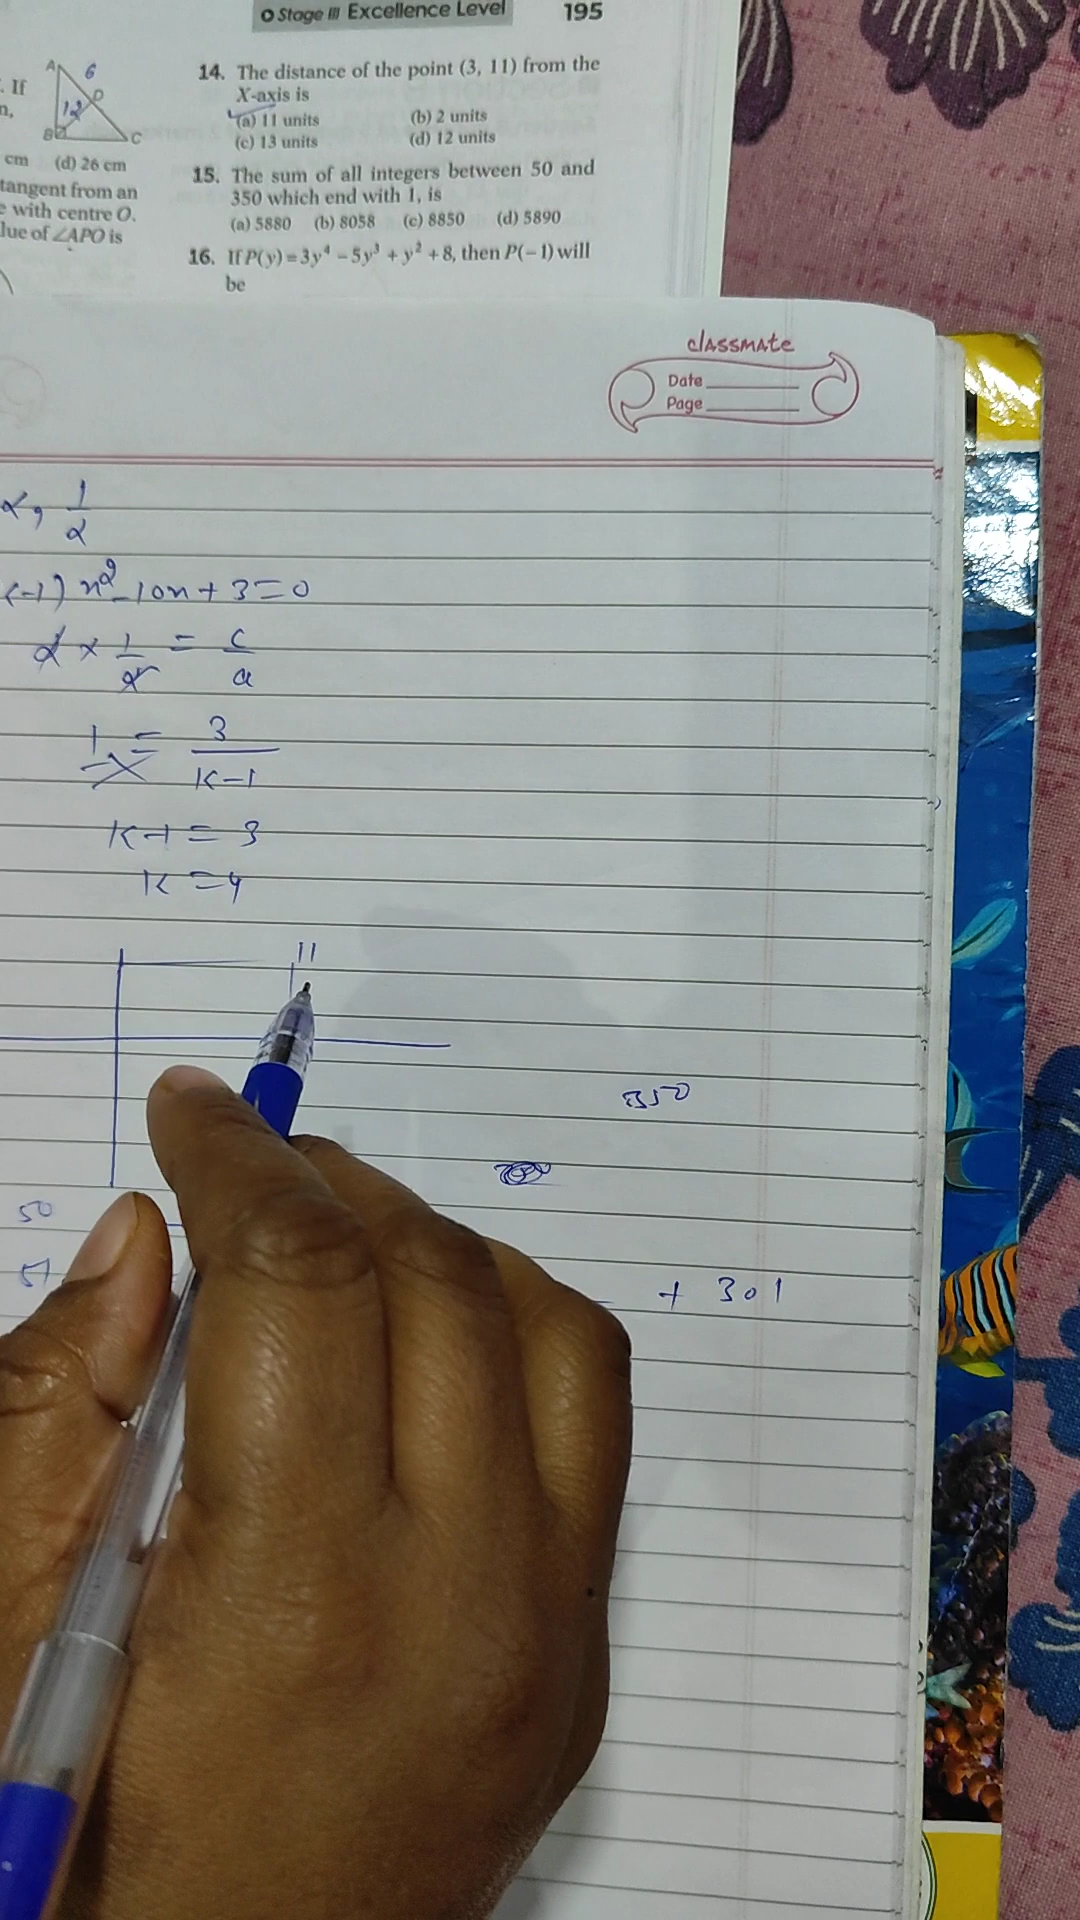 Stage III Excellence Level 195
. If
n,
A
6
D
12
B
C
cm (d) 26 cm
tangent from an
e with centre O.
lue of ∠APO is
14. The distance of the point (3, 11) from the
X-axis is
(a) 11 units (b) 2 units
(c) 13 units (d) 12 units
15. The sum of all integers between 50 and
350 which end with 1, is
(a) 5880 (b) 8058 (c) 8850 (d) 5890
16. If P(y) = 3y⁴ – 5y³ + y² + 8, then P(– 1) will
be
classmate
Date
Page
α, 1/α
-1) x² - 10x + 3 = 0
α × 1/α = c/a
1 = 3/K-1
K-1 = 3
K = 4
11
350
50
51
+ 301